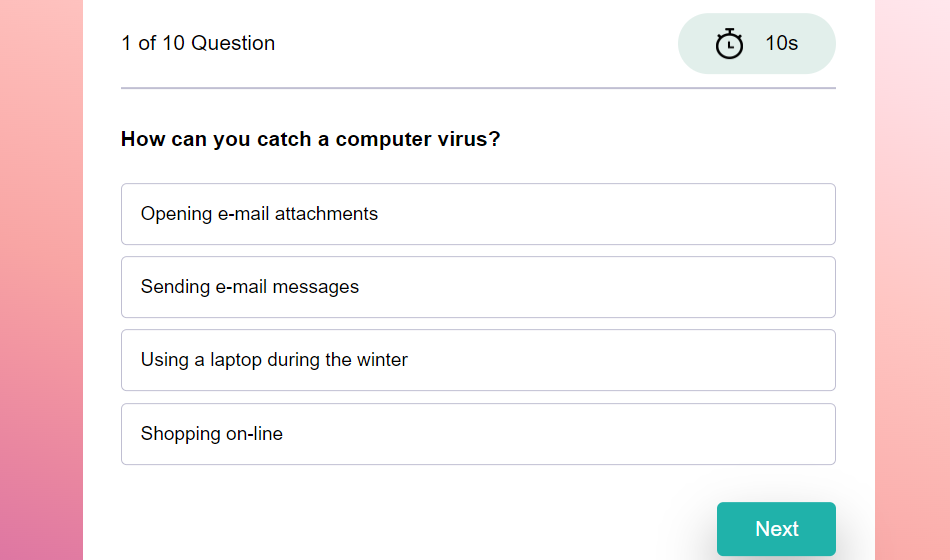 1 of 10 Question
10s
How can you catch a computer virus?
Opening e-mail attachments
Sending e-mail messages
Using a laptop during the winter
Shopping on-line
Next